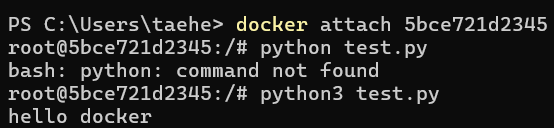 PS C:\Users\taehe> docker attach 5bce721d2345
root@5bce721d2345:/# python test.py
bash: python: command not found
root@5bce721d2345:/# python3 test.py
hello docker